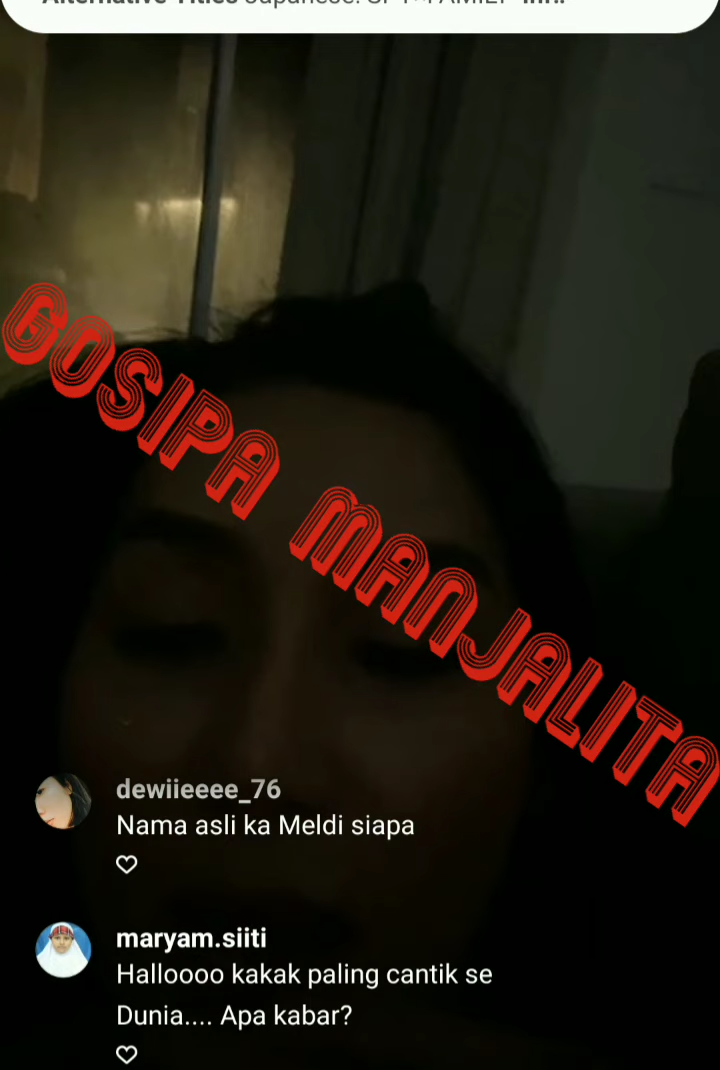 GOSIPA MANJALITA
dewiieeee_76
Nama asli ka Meldi siapa
maryam.siiti
Halloooo kakak paling cantik se
Dunia.... Apa kabar?